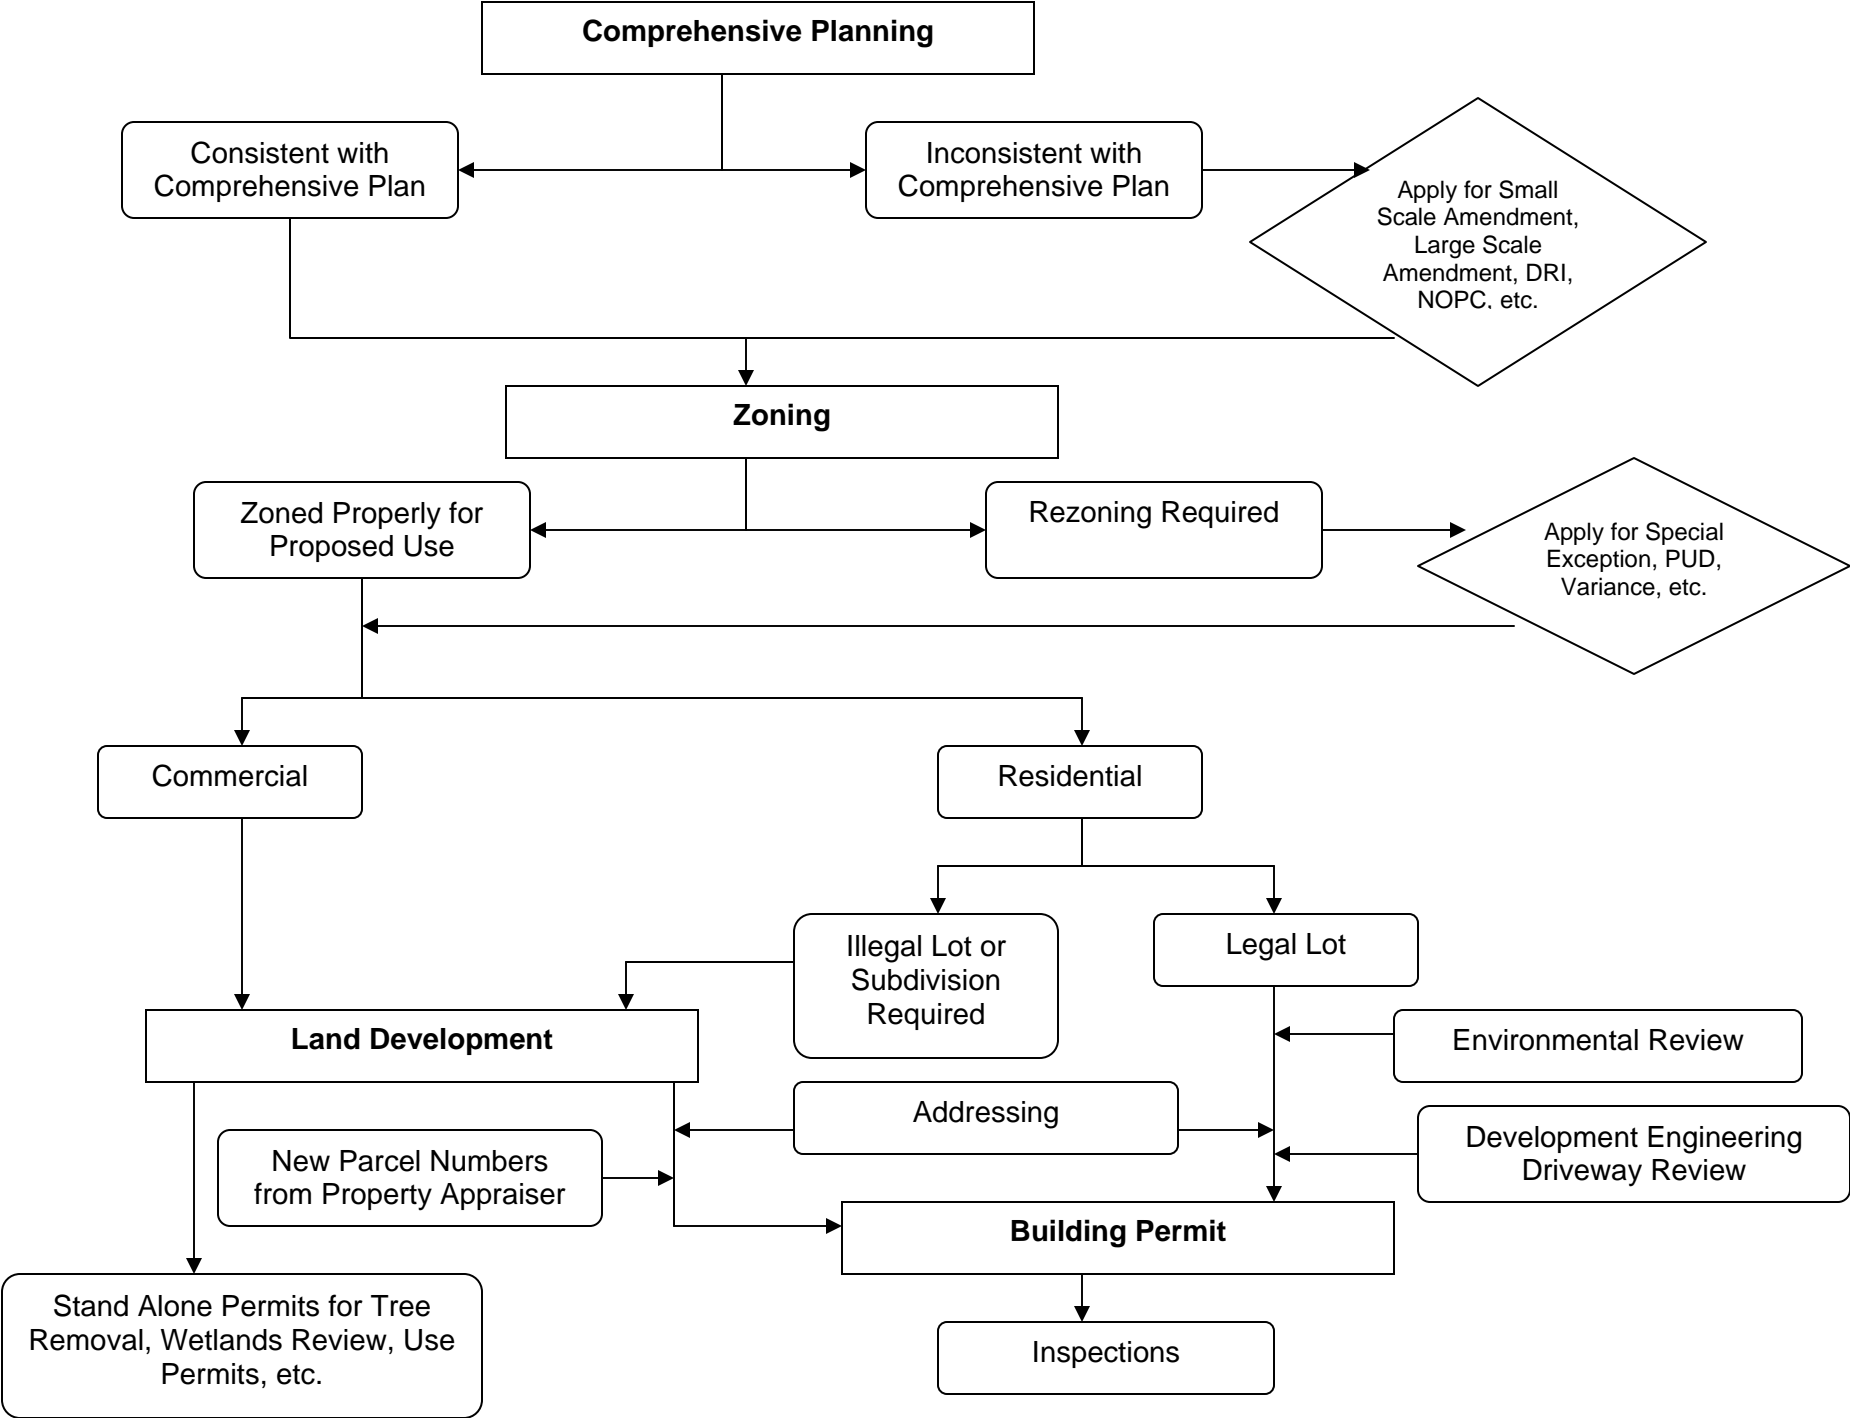 Comprehensive Planning
Consistent with
Comprehensive Plan
Inconsistent with
Comprehensive Plan
Apply for Small
Scale Amendment,
Large Scale
Amendment, DRI,
NOPC, etc.
Zoning
Zoned Properly for
Proposed Use
Rezoning Required
Apply for Special
Exception, PUD,
Variance, etc.
Commercial
Residential
Illegal Lot or
Subdivision
Required
Legal Lot
Land Development
Environmental Review
Addressing
New Parcel Numbers
from Property Appraiser
Development Engineering
Driveway Review
Building Permit
Stand Alone Permits for Tree
Removal, Wetlands Review, Use
Permits, etc.
Inspections